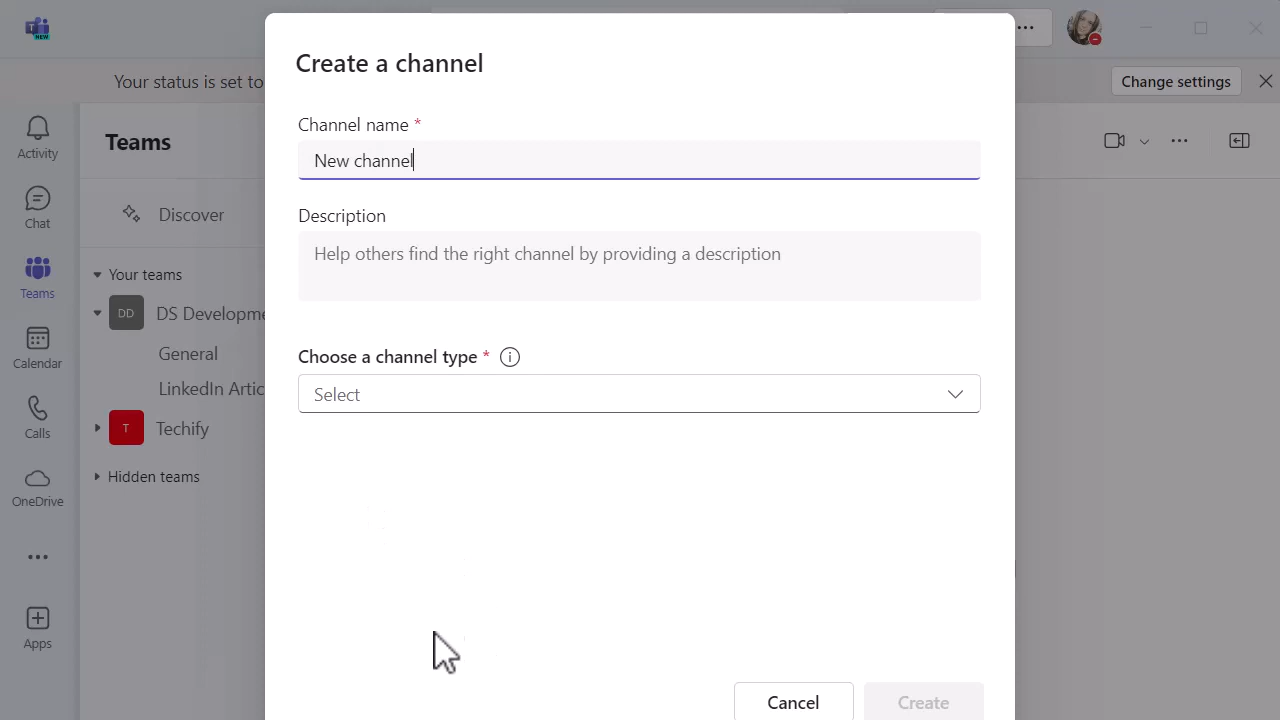 NEW
Create a channel
Your status is set to
Change settings
Teams
Channel name *
New channel
Activity
Chat
Teams
Calendar
Calls
OneDrive
Apps
Discover
Description
Help others find the right channel by providing a description
Your teams
DD DS Developme
General
LinkedIn Artic
T Techify
Hidden teams
Choose a channel type *
Select
Cancel
Create